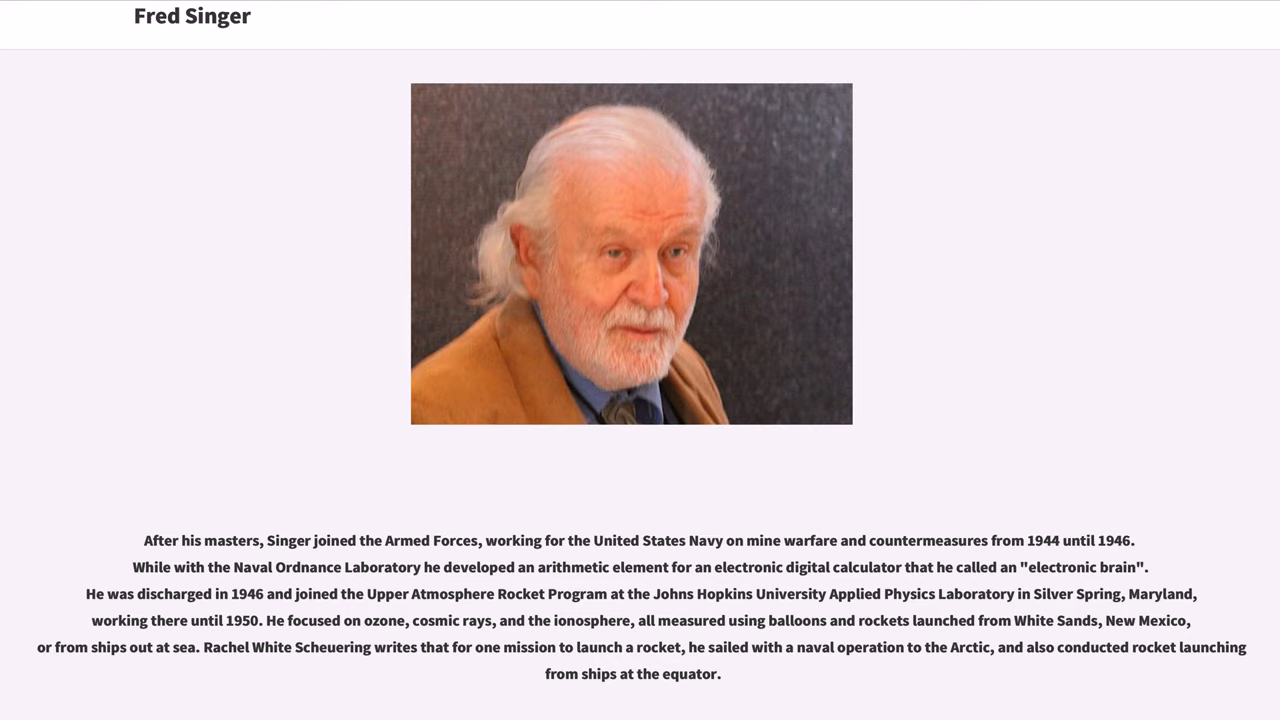 Fred Singer
After his masters, Singer joined the Armed Forces, working for the United States Navy on mine warfare and countermeasures from 1944 until 1946.
While with the Naval Ordnance Laboratory he developed an arithmetic element for an electronic digital calculator that he called an "electronic brain".
He was discharged in 1946 and joined the Upper Atmosphere Rocket Program at the Johns Hopkins University Applied Physics Laboratory in Silver Spring, Maryland,
working there until 1950. He focused on ozone, cosmic rays, and the ionosphere, all measured using balloons and rockets launched from White Sands, New Mexico,
or from ships out at sea. Rachel White Scheuering writes that for one mission to launch a rocket, he sailed with a naval operation to the Arctic, and also conducted rocket launching
from ships at the equator.